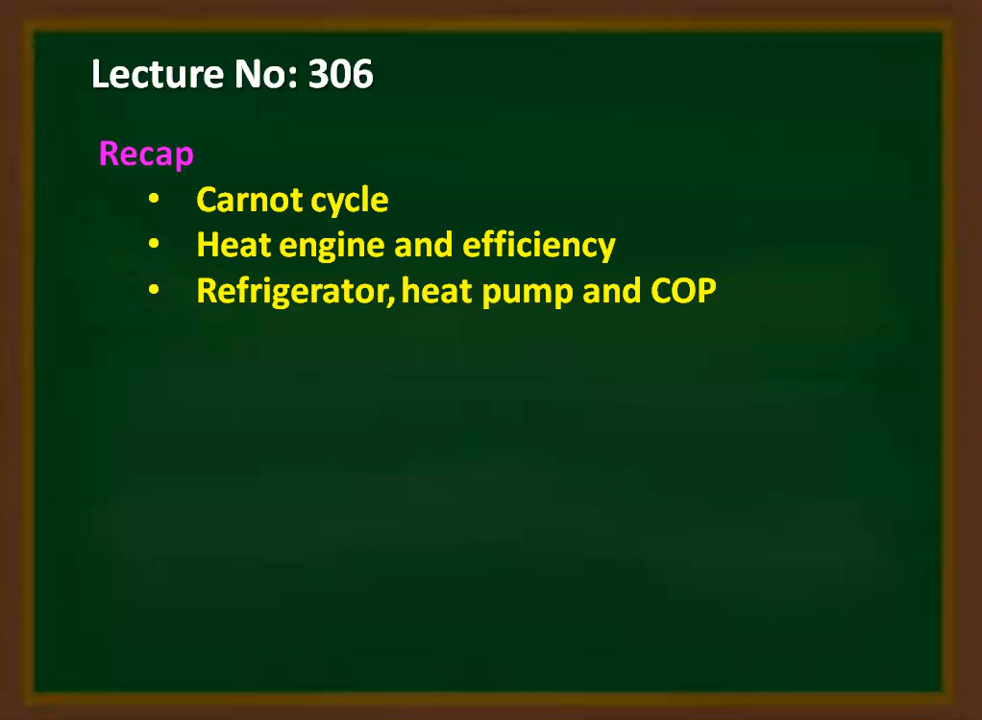 Lecture No: 306
Recap
• Carnot cycle
• Heat engine and efficiency
• Refrigerator, heat pump and COP